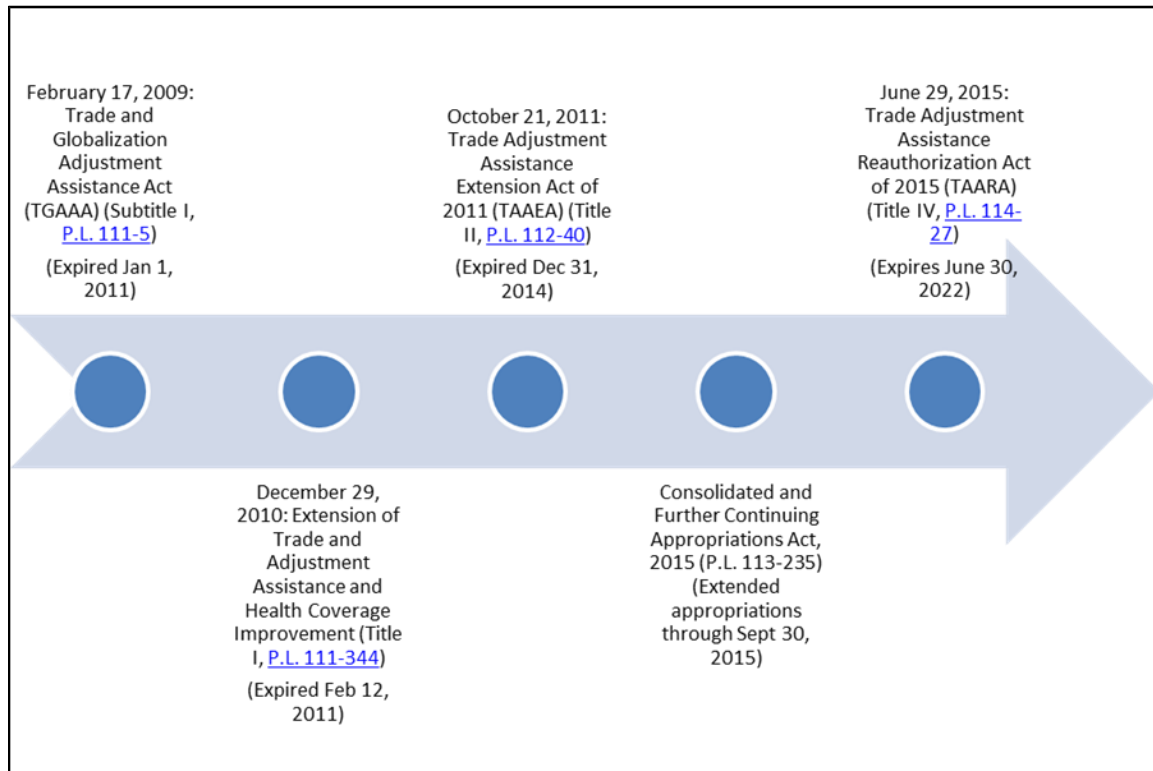 February 17, 2009:
Trade and
Globalization
Adjustment
Assistance Act
(TGAAA) (Subtitle I,
P.L. 111-5)
(Expired Jan 1,
2011)
December 29,
2010: Extension of
Trade and
Adjustment
Assistance and
Health Coverage
Improvement (Title
I, P.L. 111-344)
(Expired Feb 12,
2011)
October 21, 2011:
Trade Adjustment
Assistance
Extension Act of
2011 (TAAEA) (Title
II, P.L. 112-40)
(Expired Dec 31,
2014)
Consolidated and
Further Continuing
Appropriations Act,
2015 (P.L. 113-235)
(Extended
appropriations
through Sept 30,
2015)
June 29, 2015:
Trade Adjustment
Assistance
Reauthorization Act
of 2015 (TAARA)
(Title IV, P.L. 114-
27)
(Expires June 30,
2022)